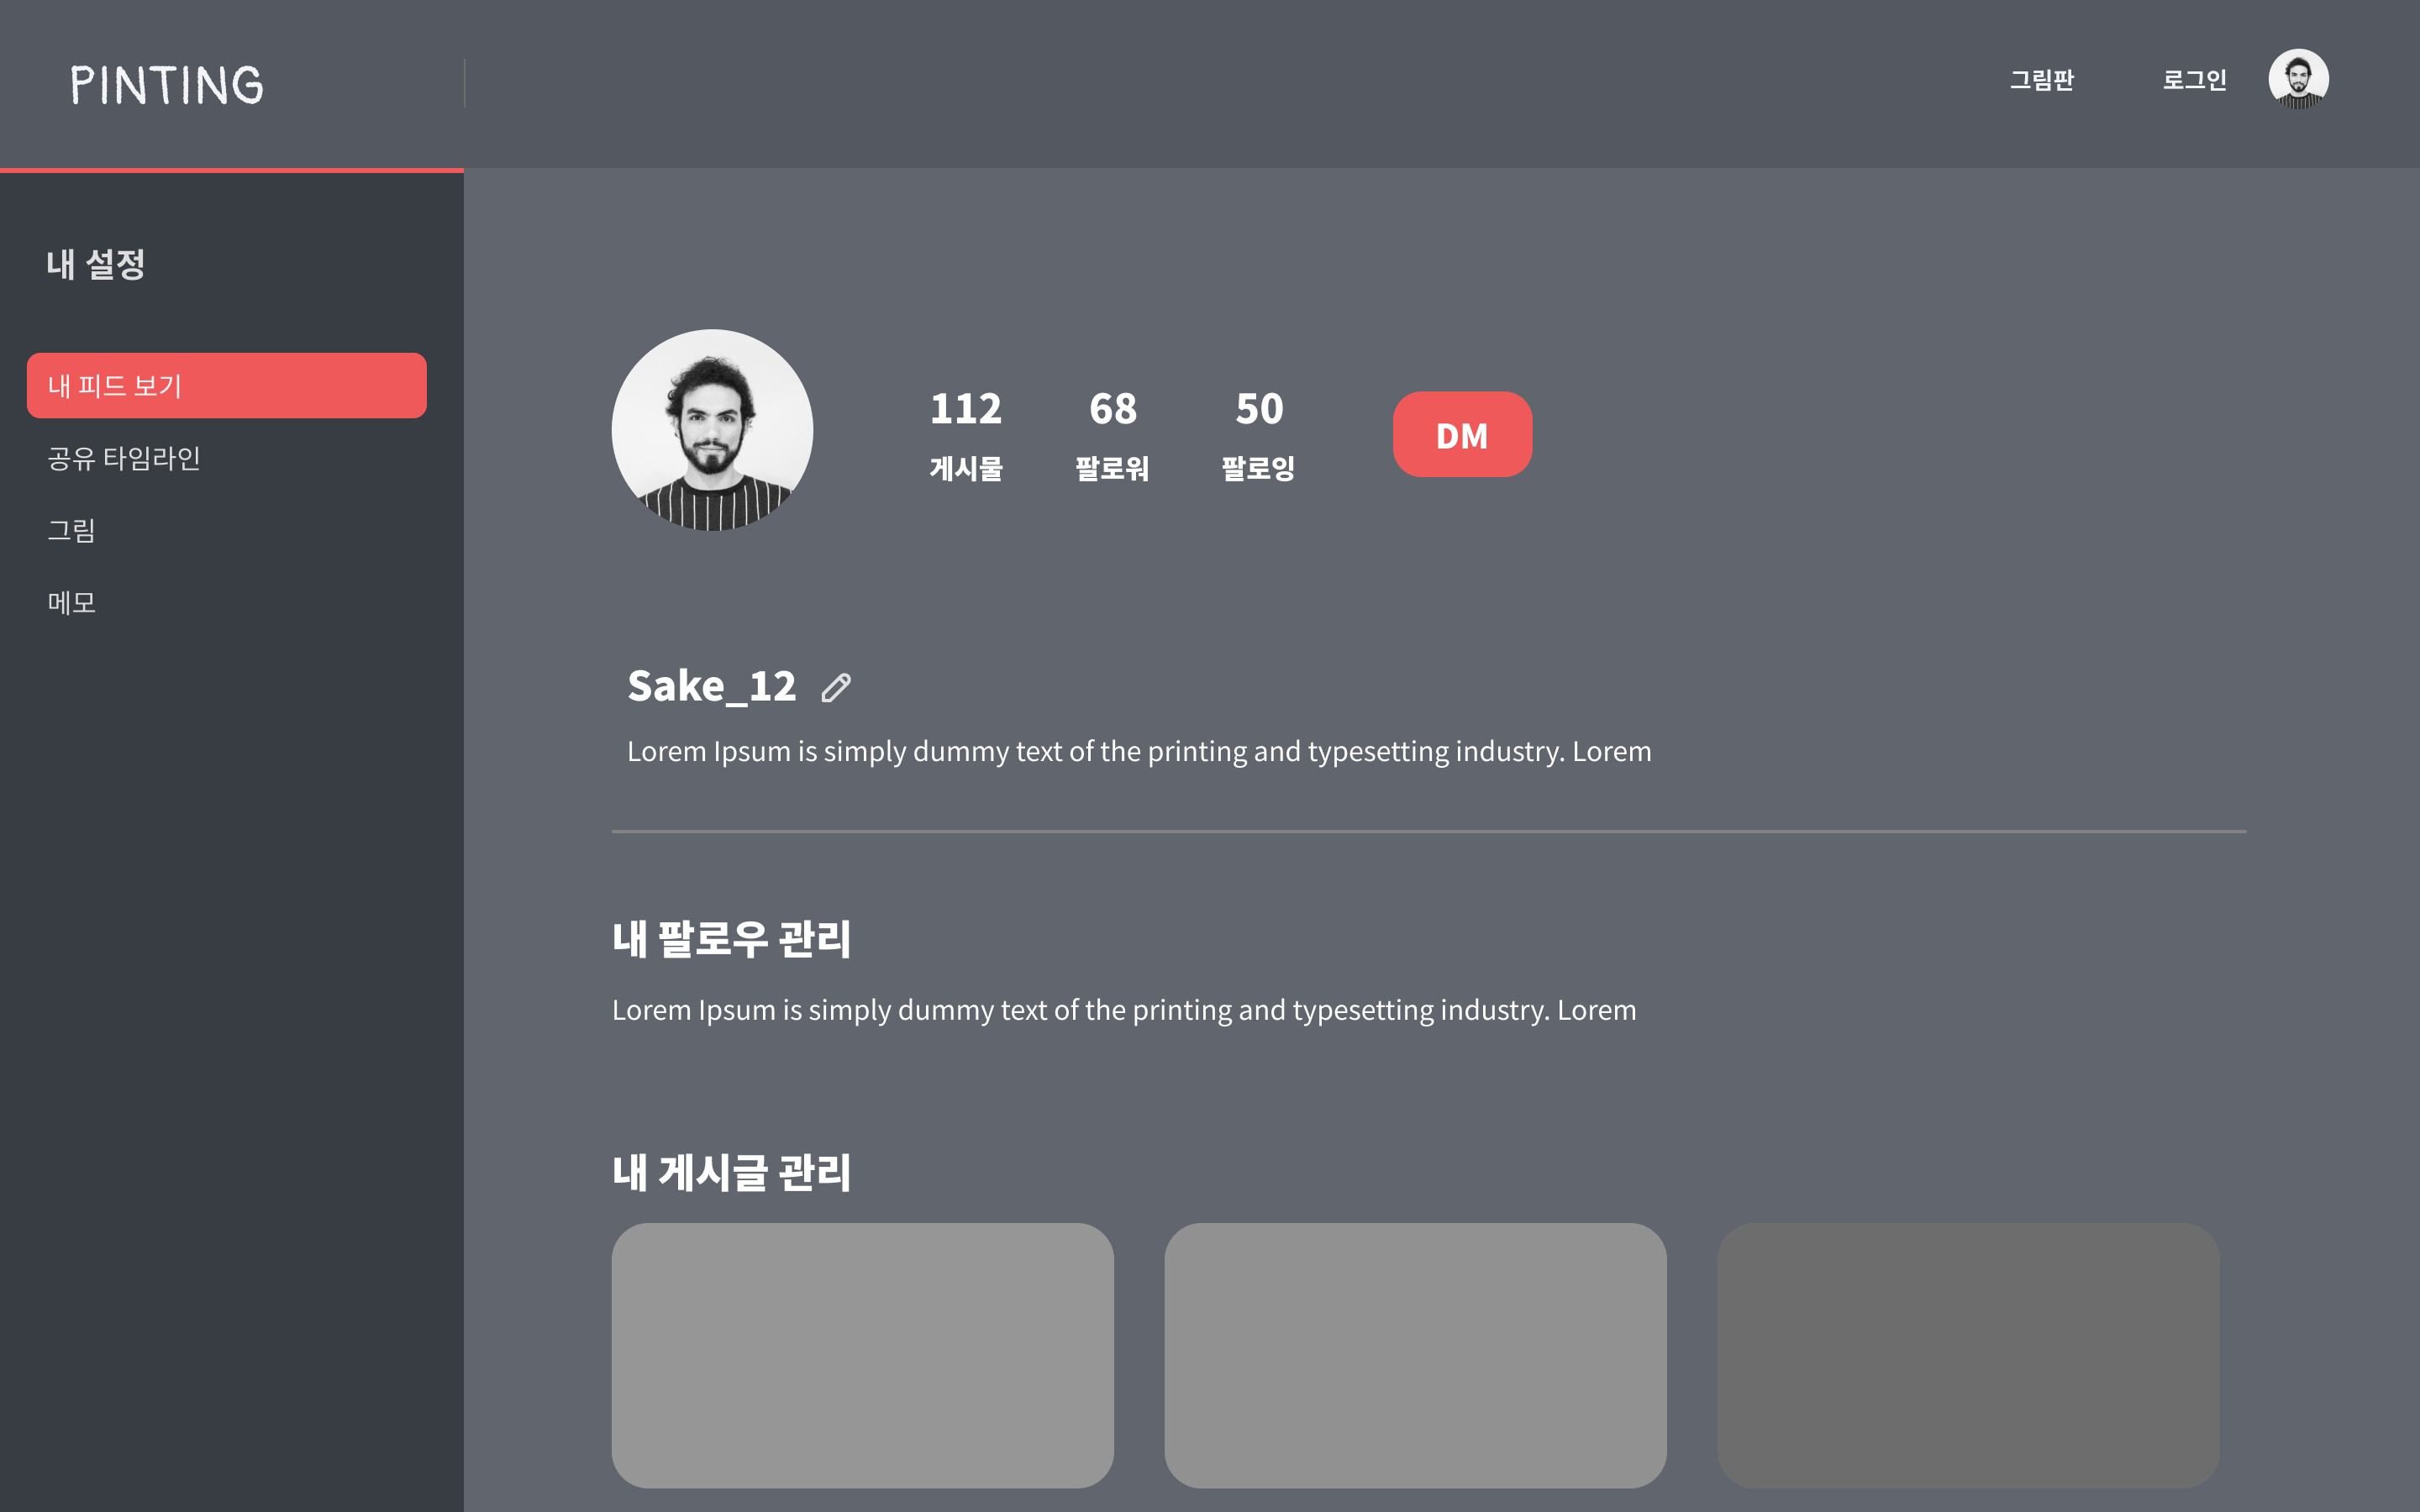 PINTING
그림판
로그인
내 설정
내 피드 보기
공유 타임라인
그림
메모
112
68
50
게시물
팔로워
팔로잉
DM
Sake_12
Lorem Ipsum is simply dummy text of the printing and typesetting industry. Lorem
내 팔로우 관리
Lorem Ipsum is simply dummy text of the printing and typesetting industry. Lorem
내 게시글 관리